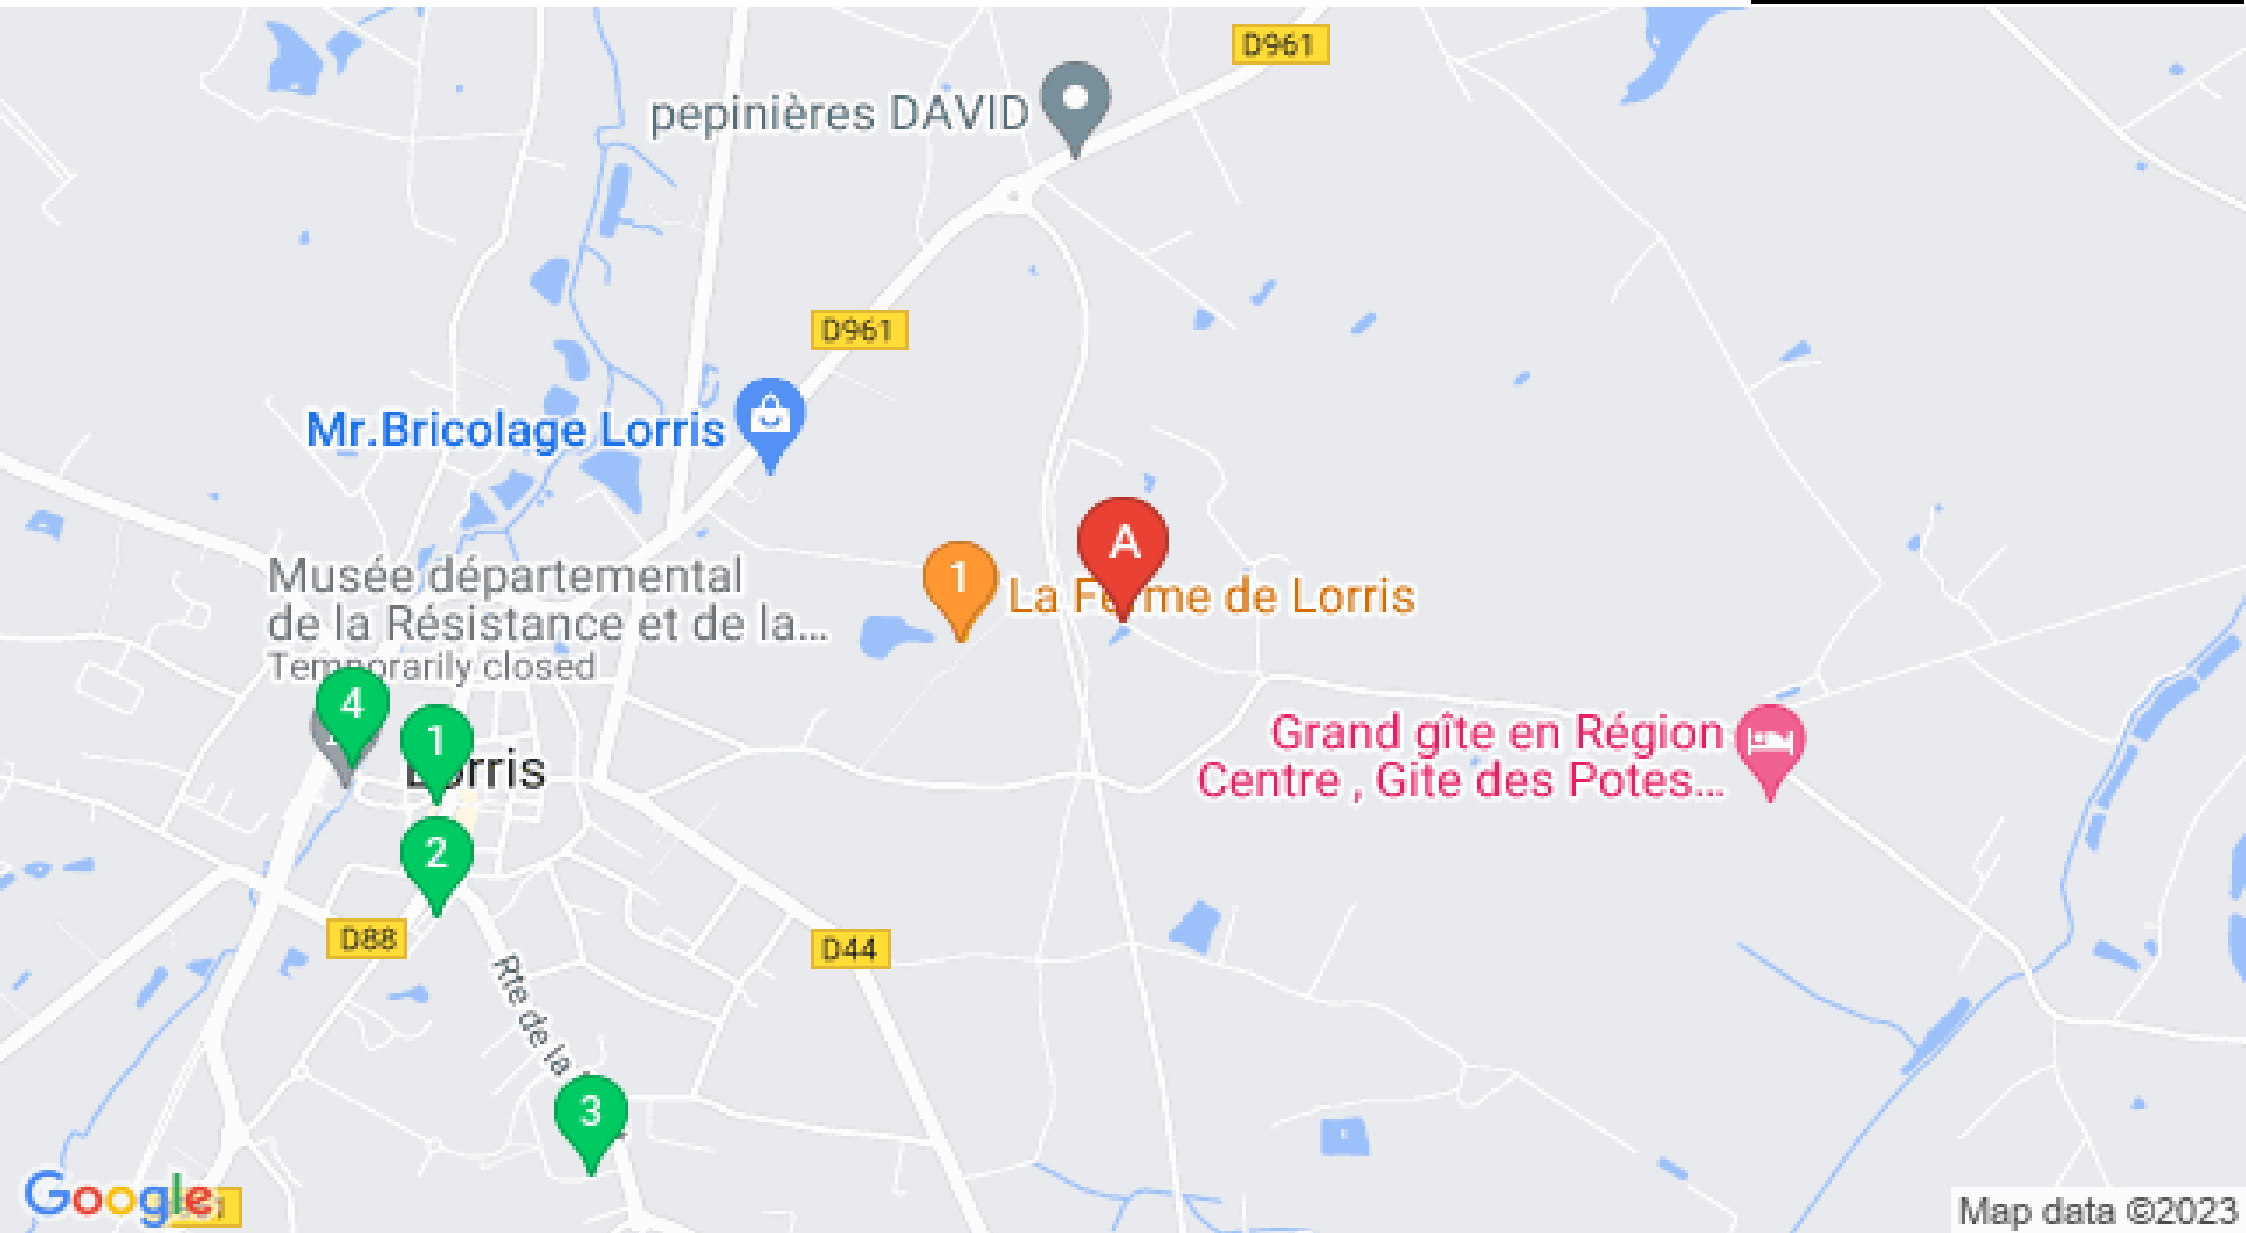 D961
pepinières DAVID
D961
Mr.Bricolage Lorris
A
1
La Ferme de Lorris
Musée départemental
de la Résistance et de la...
Temporarily closed
4
1
Lorris
Grand gîte en Région
Centre , Gite des Potes...
2
D88
D44
Rte de la
3
Google
Map data ©2023